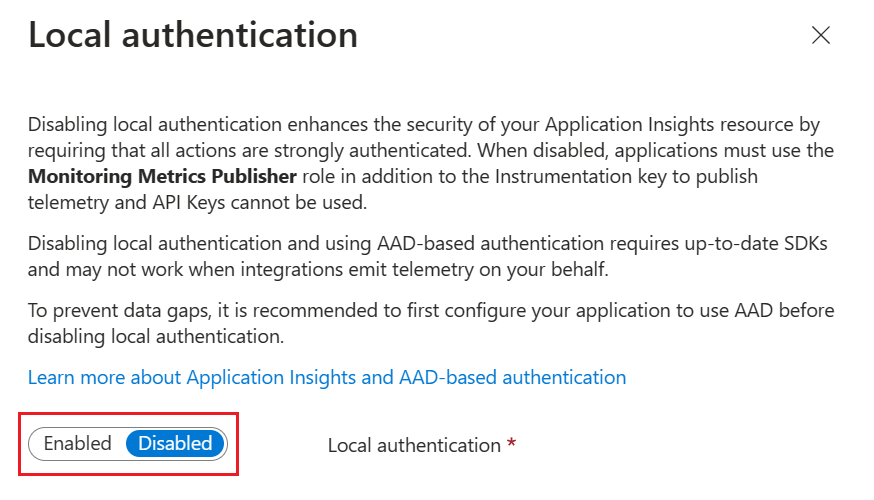 Local authentication
Disabling local authentication enhances the security of your Application Insights resource by
requiring that all actions are strongly authenticated. When disabled, applications must use the
Monitoring Metrics Publisher role in addition to the Instrumentation key to publish
telemetry and API Keys cannot be used.
Disabling local authentication and using AAD-based authentication requires up-to-date SDKs
and may not work when integrations emit telemetry on your behalf.
To prevent data gaps, it is recommended to first configure your application to use AAD before
disabling local authentication.
Learn more about Application Insights and AAD-based authentication
Enabled Disabled Local authentication *